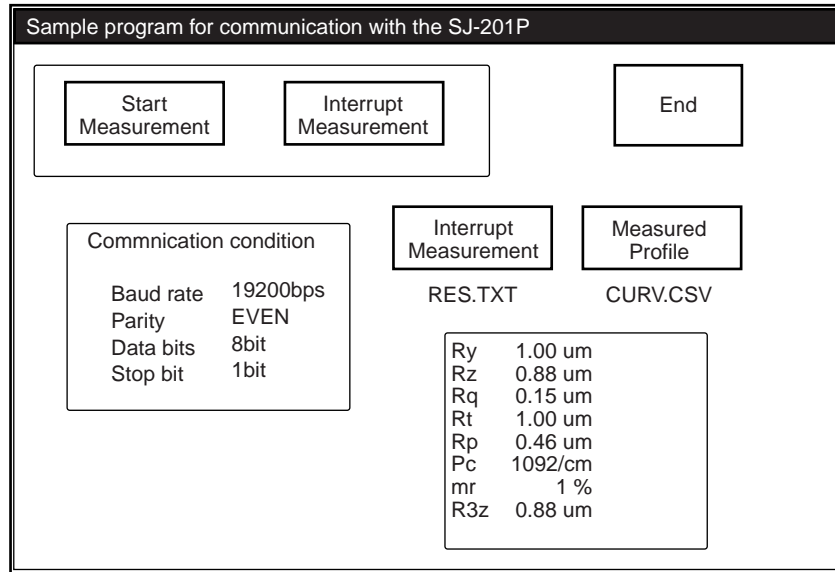 Sample program for communication with the SJ-201P
Start
Measurement
Interrupt
Measurement
End
Interrupt
Measurement
Measured
Profile
RES.TXT
CURV.CSV
Commnication condition
Baud rate 19200bps
Parity EVEN
Data bits 8bit
Stop bit 1bit
Ry 1.00 um
Rz 0.88 um
Rq 0.15 um
Rt 1.00 um
Rp 0.46 um
Pc 1092/cm
mr 1 %
R3z 0.88 um